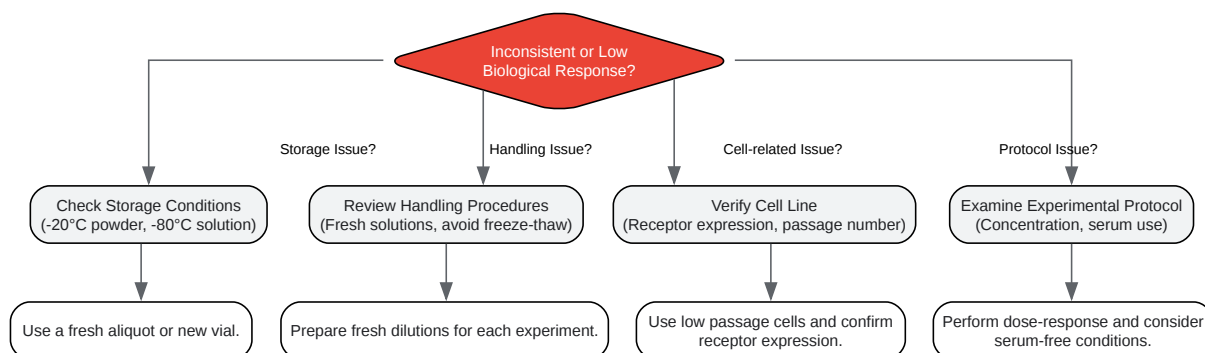 Inconsistent or Low
Biological Response?
Storage Issue?
Handling Issue?
Cell-related Issue?
Protocol Issue?
Check Storage Conditions
(-20°C powder, -80°C solution)
Review Handling Procedures
(Fresh solutions, avoid freeze-thaw)
Verify Cell Line
(Receptor expression, passage number)
Examine Experimental Protocol
(Concentration, serum use)
Use a fresh aliquot or new vial.
Prepare fresh dilutions for each experiment.
Use low passage cells and confirm
receptor expression.
Perform dose-response and consider
serum-free conditions.